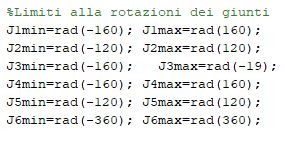 %Limiti alla rotazioni dei giunti
J1min=rad(-160); J1max=rad(160);
J2min=rad(-120); J2max=rad(120);
J3min=rad(-160);   J3max=rad(-19);
J4min=rad(-160); J4max=rad(160);
J5min=rad(-120); J5max=rad(120);
J6min=rad(-360); J6max=rad(360);